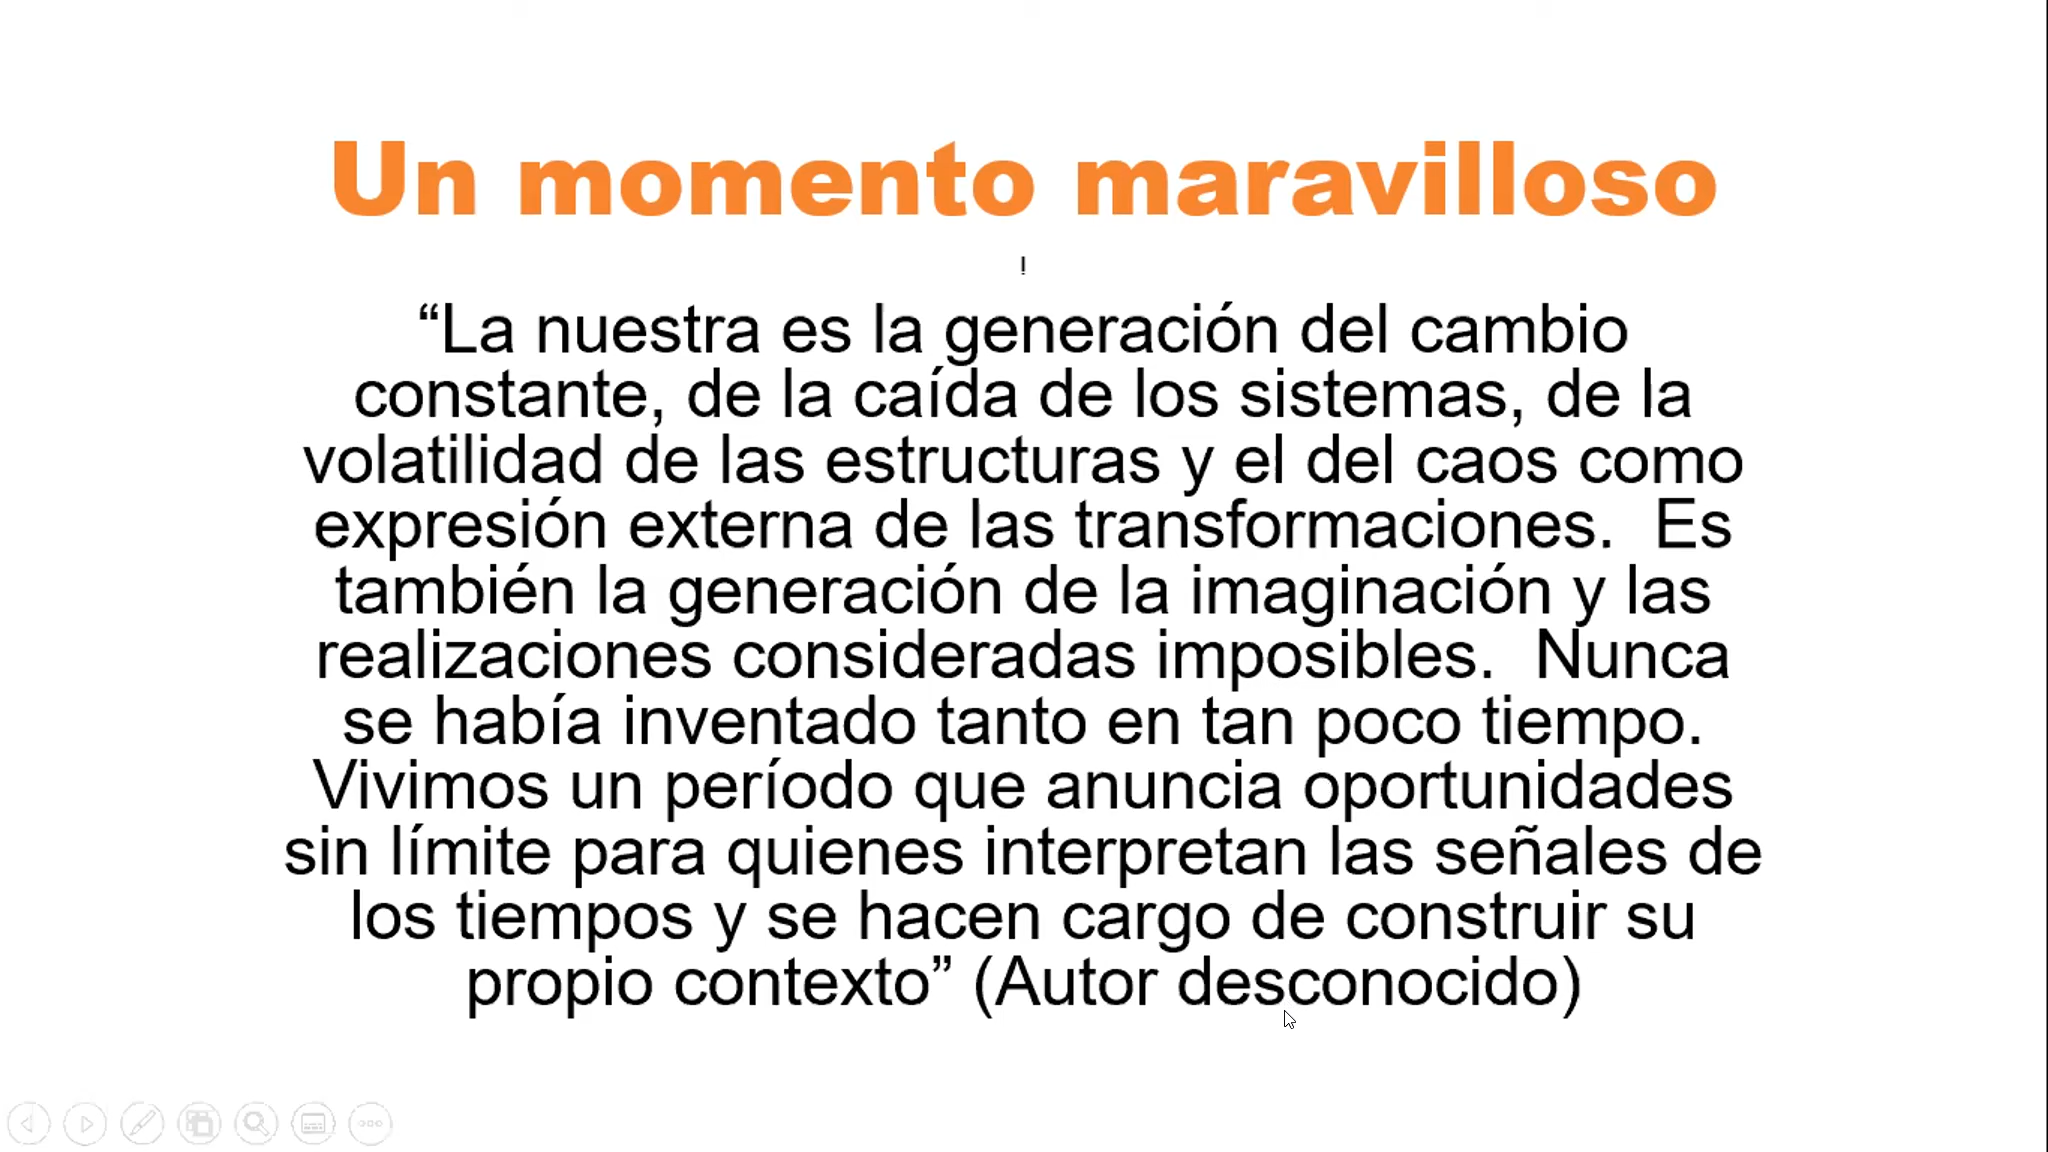 Un momento maravilloso
!
“La nuestra es la generación del cambio
constante, de la caída de los sistemas, de la
volatilidad de las estructuras y el del caos como
expresión externa de las transformaciones.  Es
también la generación de la imaginación y las
realizaciones consideradas imposibles.  Nunca
se había inventado tanto en tan poco tiempo.
Vivimos un período que anuncia oportunidades
sin límite para quienes interpretan las señales de
los tiempos y se hacen cargo de construir su
propio contexto” (Autor desconocido)